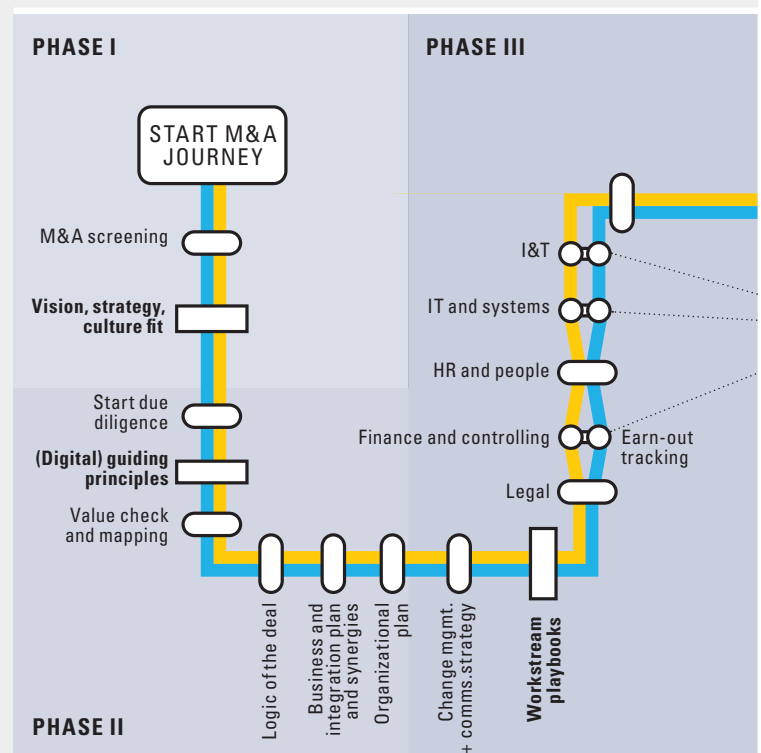 PHASE I
START M&A
JOURNEY
M&A screening
Vision, strategy,
culture fit
Start due
diligence
(Digital) guiding
principles
Value check
and mapping
PHASE II
Logic of the deal
Business and
integration plan
and synergies
Organizational
plan
Change mgmt.
+ comms.strategy
Workstream
playbooks
PHASE III
I&T
IT and systems
HR and people
Finance and controlling
Earn-out
tracking
Legal